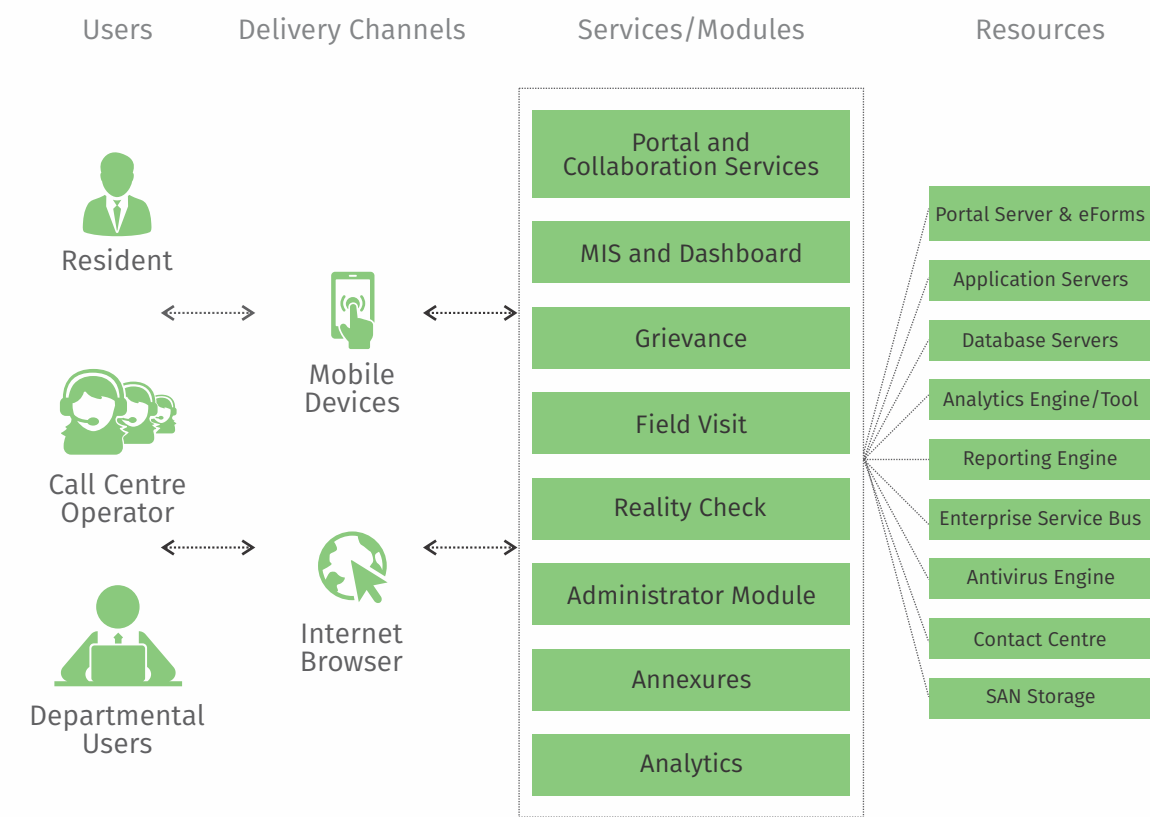 Users
Delivery Channels
Services/Modules
Resources
Resident
Call Centre
Operator
Departmental
Users
Mobile
Devices
Internet
Browser
Portal and
Collaboration Services
MIS and Dashboard
Grievance
Field Visit
Reality Check
Administrator Module
Annexures
Analytics
Portal Server & eForms
Application Servers
Database Servers
Analytics Engine/Tool
Reporting Engine
Enterprise Service Bus
Antivirus Engine
Contact Centre
SAN Storage